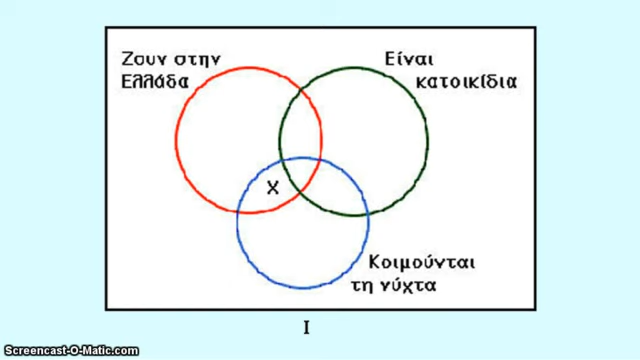 Ζουν στην
Ελλάδα
Είναι
κατοικίδια
X
Κοιμούνται
τη νύχτα
I
Screencast-O-Matic.com